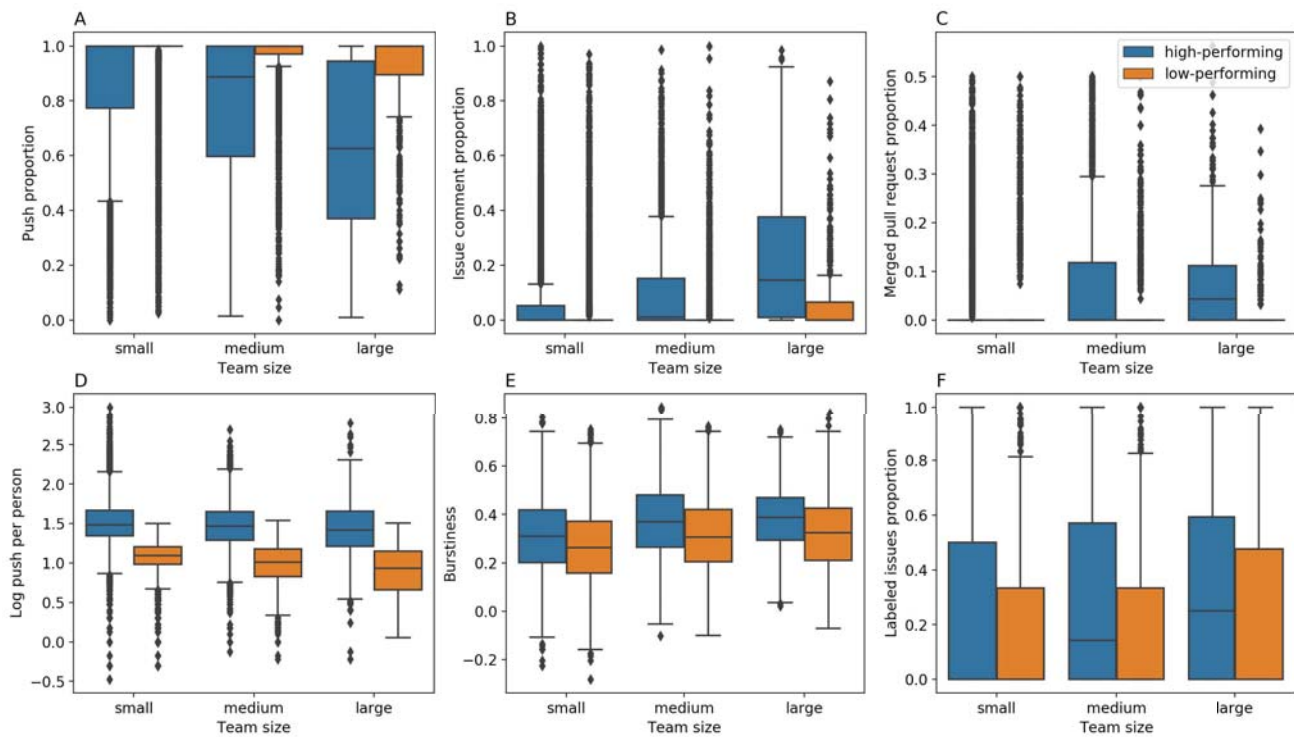 A
Push proportion
1.0
0.8
0.6
0.4
0.2
0.0
small medium large
Team size
B
Issue comment proportion
1.0
0.8
0.6
0.4
0.2
0.0
small medium large
Team size
C
Merged pull request proportion
0.5
0.4
0.3
0.2
0.1
0.0
high-performing
low-performing
small medium large
Team size
D
Log push per person
3.0
2.5
2.0
1.5
1.0
0.5
0.0
−0.5
small medium large
Team size
E
Burstiness
0.8
0.6
0.4
0.2
0.0
−0.2
small medium large
Team size
F
Labeled issues proportion
1.0
0.8
0.6
0.4
0.2
0.0
small medium large
Team size